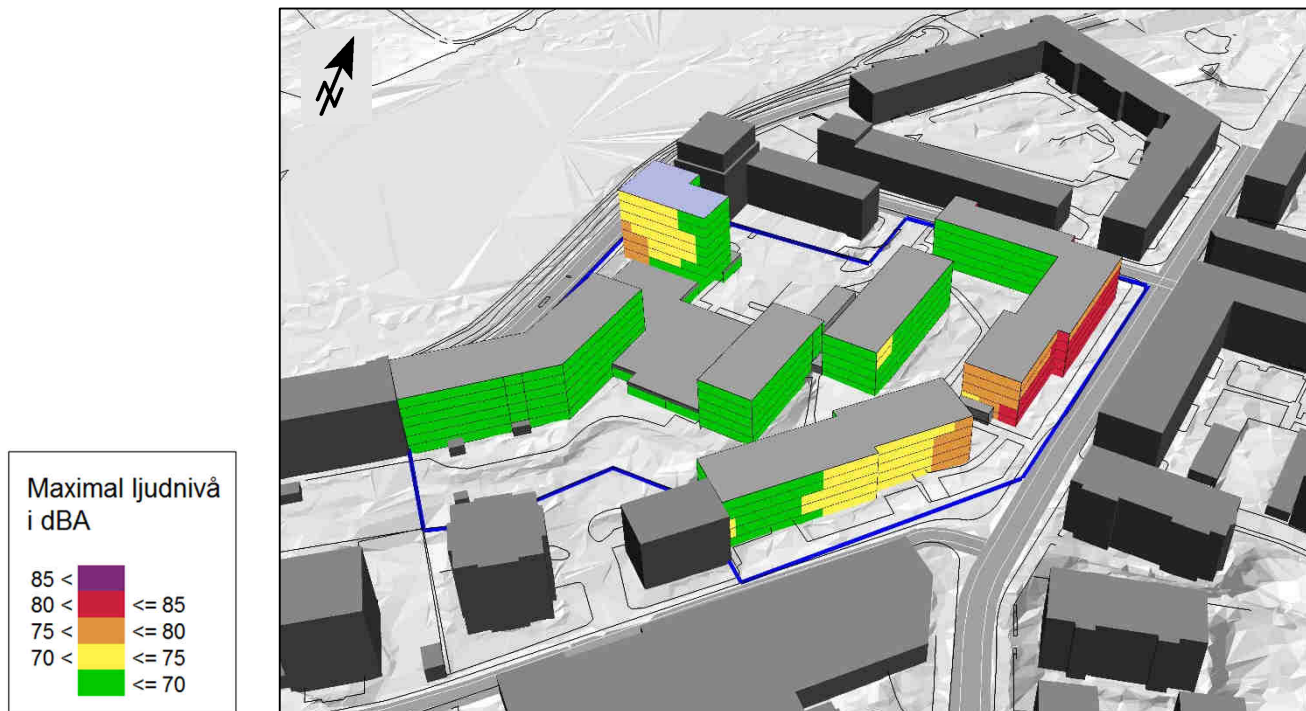 Maximal ljudnivå
i dBA
85 <
80 < <= 85
75 < <= 80
70 < <= 75
<= 70